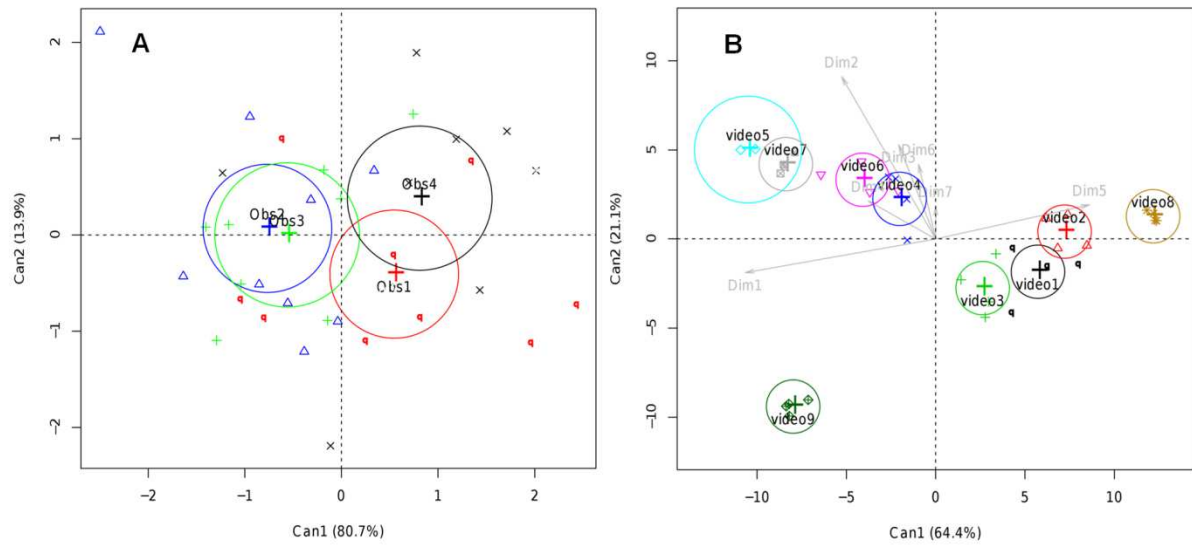 A
Can2 (13.9%)
2
1
0
−1
−2
Obs4
Obs2
Obs3
Obs1
−2
−1
0
1
2
Can1 (80.7%)
B
Can2 (21.1%)
10
5
0
−5
−10
Dim2
video5
video7
Dim6
Dim3
video6
video4
Dim7
Dim5
video8
video2
Dim1
video1
video3
video9
−10
−5
0
5
10
Can1 (64.4%)